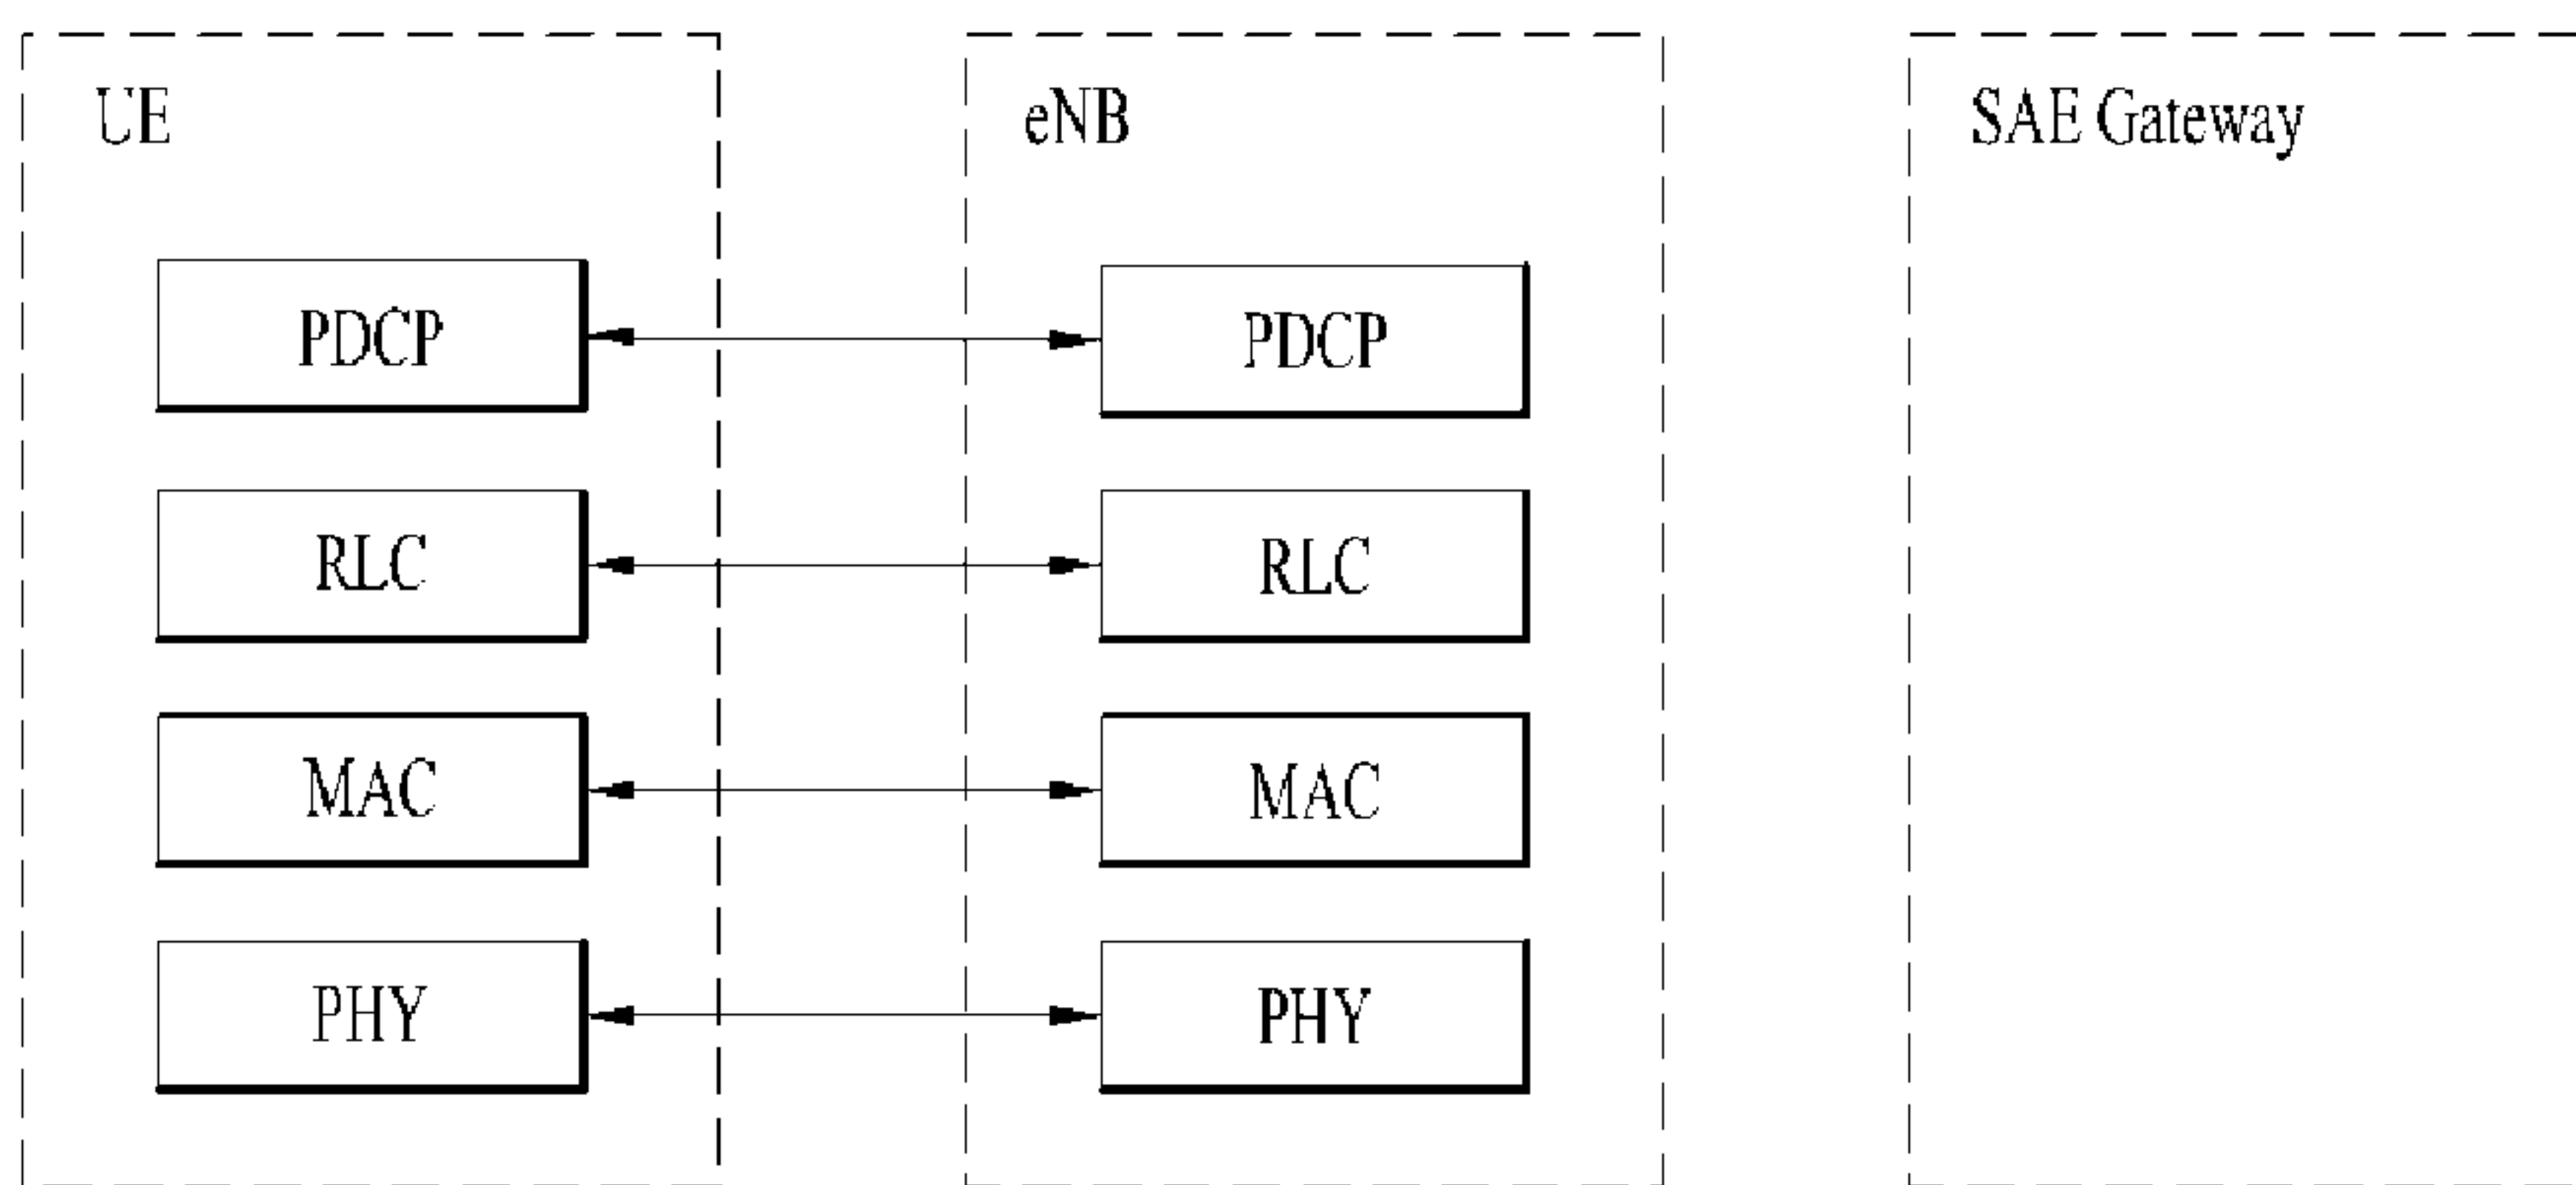 UE
eNB
SAE Gateway
PDCP
PDCP
RLC
RLC
MAC
MAC
PHY
PHY